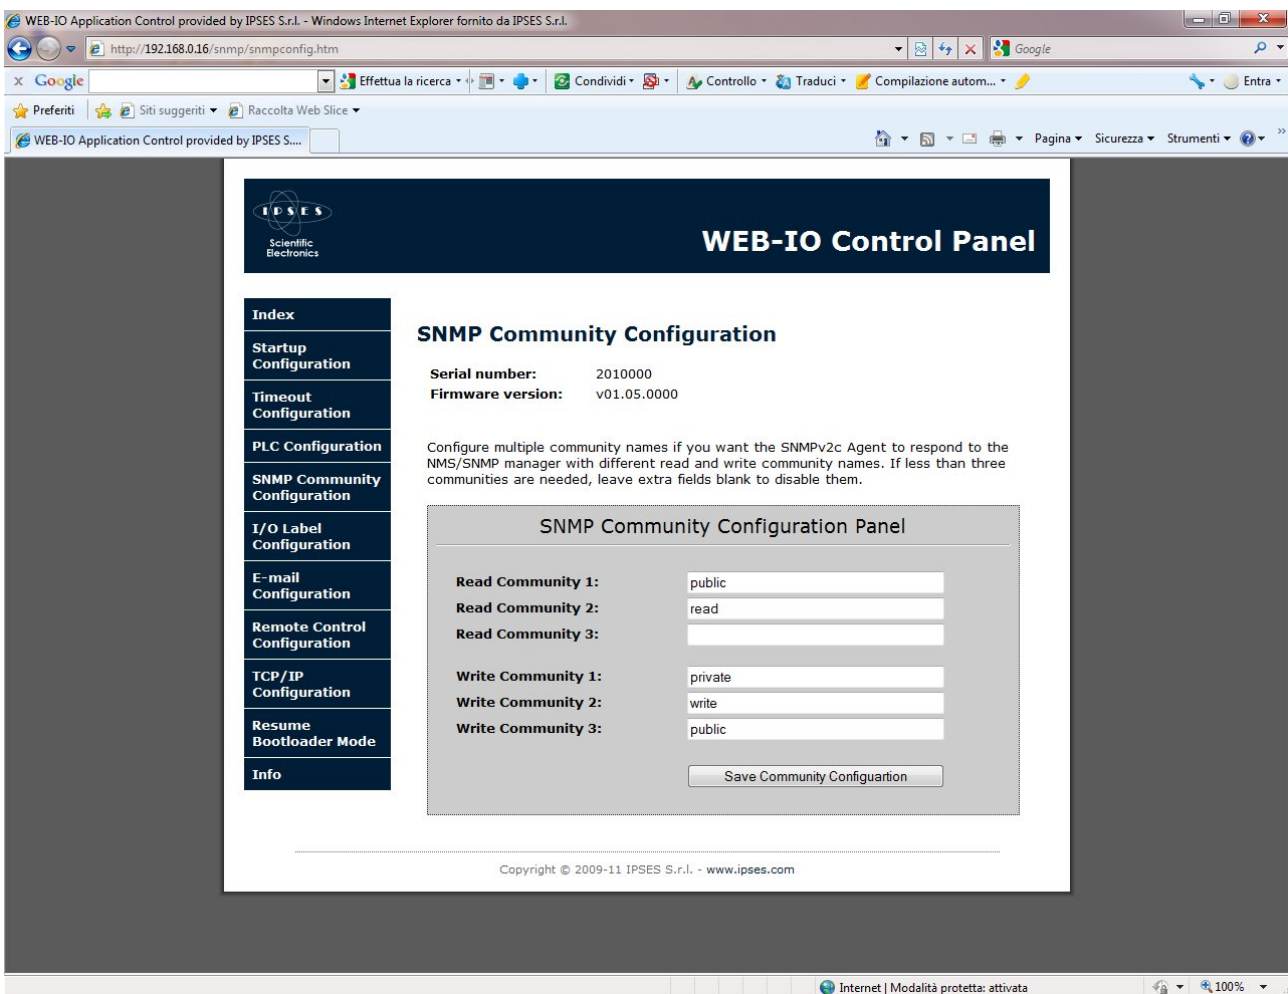 WEB-IO Application Control provided by IPSES S.r.l. - Windows Internet Explorer fornito da IPSES S.r.l.
http://192.168.0.16/snmp/snmpconfig.htm
Google
x Google
Effettua la ricerca
Condividi
Controllo
Traduci
Compilazione autom...
Entra
Preferiti
Siti suggeriti
Raccolta Web Slice
WEB-IO Application Control provided by IPSES S....
Pagina
Sicurezza
Strumenti
IPSES
Scientific
Electronics
WEB-IO Control Panel
Index
Startup
Configuration
Timeout
Configuration
PLC Configuration
SNMP Community
Configuration
I/O Label
Configuration
E-mail
Configuration
Remote Control
Configuration
TCP/IP
Configuration
Resume
Bootloader Mode
Info
SNMP Community Configuration
Serial number: 2010000
Firmware version: v01.05.0000
Configure multiple community names if you want the SNMPv2c Agent to respond to the
NMS/SNMP manager with different read and write community names. If less than three
communities are needed, leave extra fields blank to disable them.
SNMP Community Configuration Panel
Read Community 1: public
Read Community 2: read
Read Community 3:
Write Community 1: private
Write Community 2: write
Write Community 3: public
Save Community Configuartion
Copyright © 2009-11 IPSES S.r.l. - www.ipses.com
Internet | Modalità protetta: attivata
100%